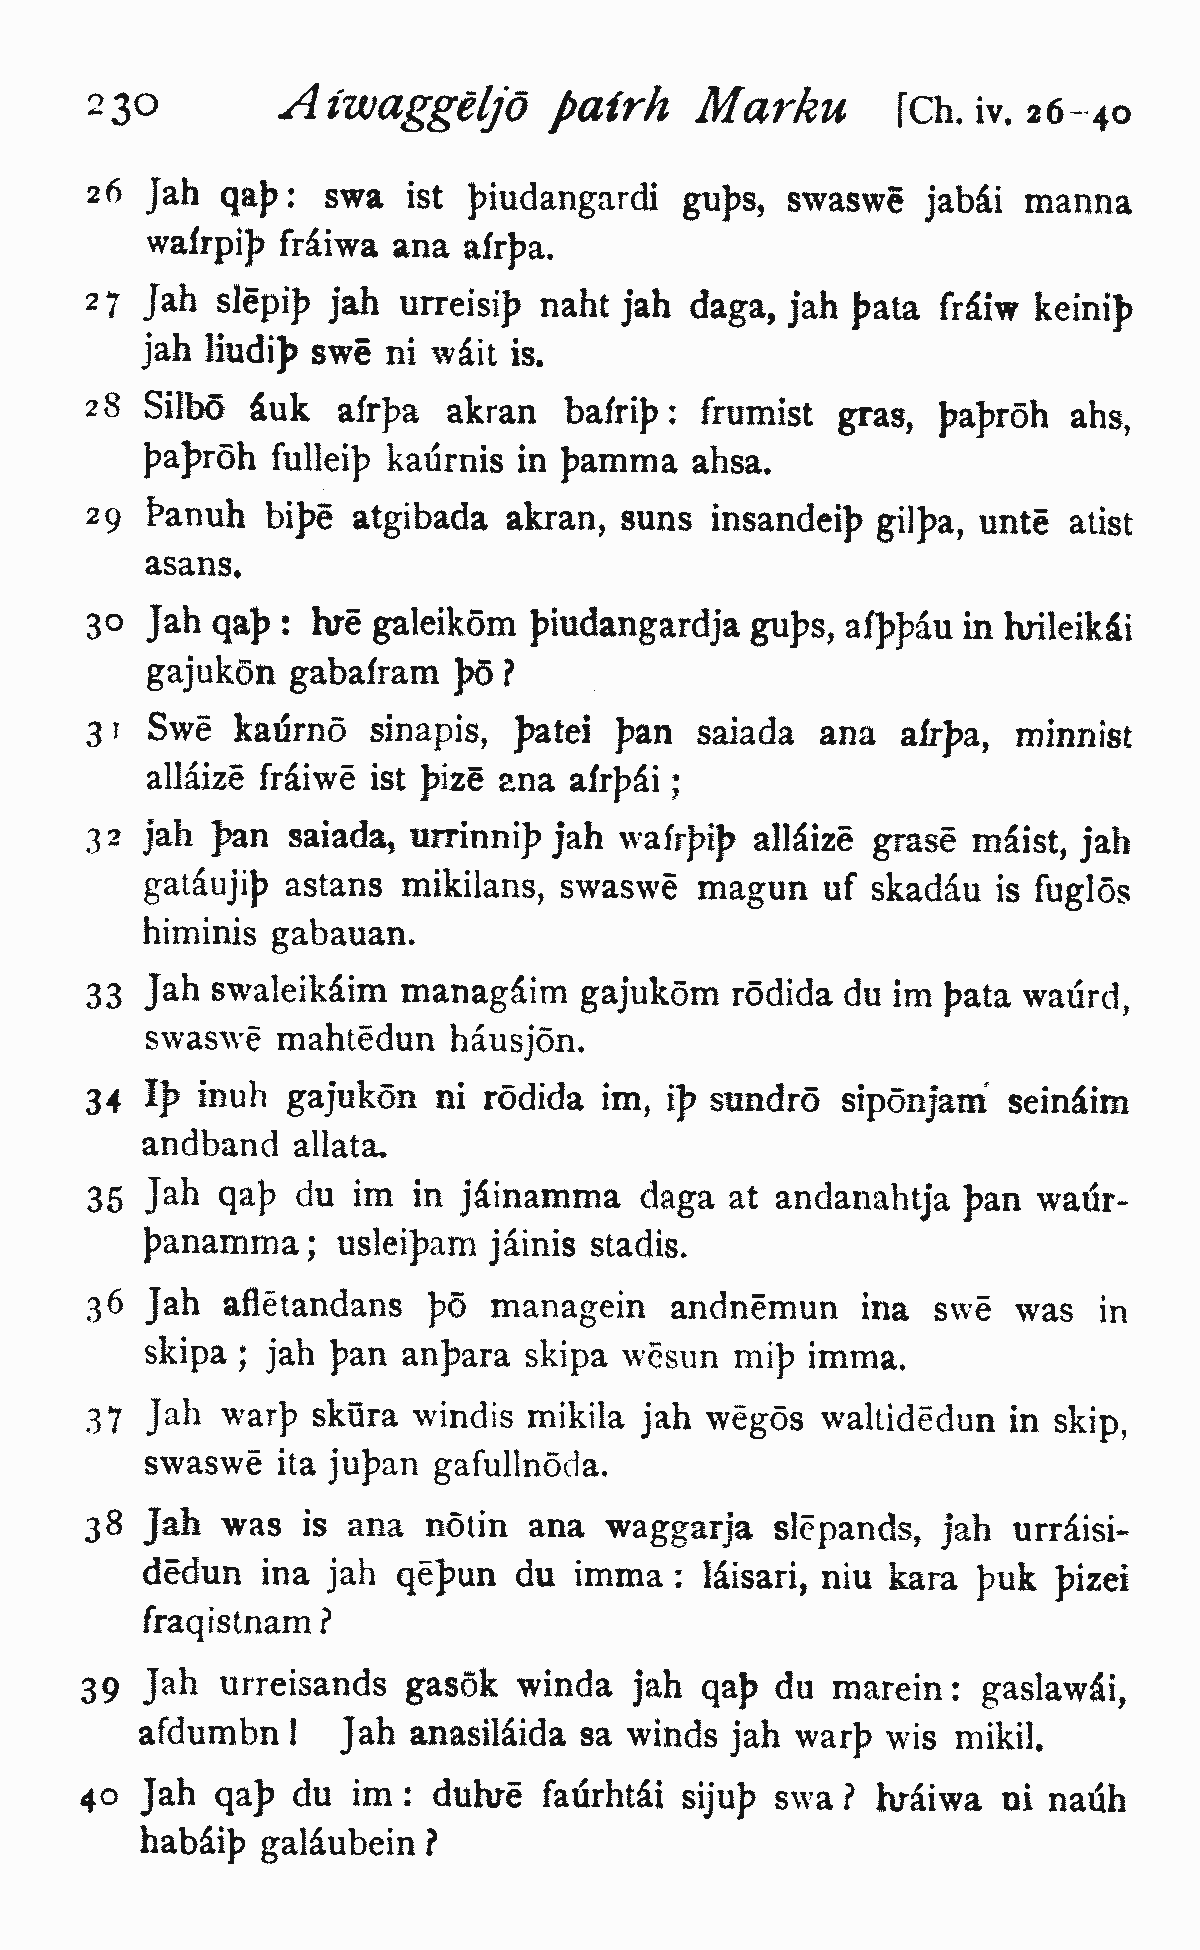 230 Aíwaggēljō þaírh Marku [Ch. iv. 26-40
26 Jah qaþ: swa ist þiudangardi guþs, swaswē jabái manna
waírpiþ fráiwa ana aírþa.
27 Jah slēpiþ jah urreisiþ naht jah daga, jah þata fráiw keiniþ
jah liudiþ swē ni wáit is.
28 Silbō áuk aírþa akran baíriþ: frumist gras, þaþrōh ahs,
þaþrōh fulleiþ kaúrnis in þamma ahsa.
29 Þanuh biþē atgibada akran, suns insandeiþ gilþa, untē atist
asans.
30 Jah qaþ: ƕē galeikōm þiudangardja guþs, aíþþáu in ƕileikái
gajukōn gabaíram þō?
31 Swē kaúrnō sinapis, þatei þan saiada ana aírþa, minnist
alláizē fráiwē ist þizē ana aírþái;
32 jah þan saiada, urrinniþ jah waírþiþ alláizē grasē máist, jah
gatáujiþ astans mikilans, swaswē magun uf skadáu is fuglōs
himinis gabauan.
33 Jah swaleikáim managáim gajukōm rōdida du im þata waúrd,
swaswē mahtēdun háusjōn.
34 Iþ inuh gajukōn ni rōdida im, iþ sundrō sipōnjam seináim
andband allata.
35 Jah qaþ du im in jáinamma daga at andanahtja þan waúr-
þanamma; usleiþam jáinis stadis.
36 Jah aflētandans þō managein andnēmun ina swē was in
skipa; jah þan anþara skipa wēsun miþ imma.
37 Jah warþ skūra windis mikila jah wēgōs waltidēdun in skip,
swaswē ita juþan gafullnōda.
38 Jah was is ana nōtin ana waggarja slēpands, jah urráisi-
dēdun ina jah qēþun du imma: láisari, niu kara þuk þizei
fraqistnam?
39 Jah urreisands gasōk winda jah qaþ du marein: gaslawái,
afdumbn! Jah anasiláida sa winds jah warþ wis mikil.
40 Jah qaþ du im: duƕē faúrhtái sijuþ swa? ƕáiwa ni naúh
habáiþ galáubein?